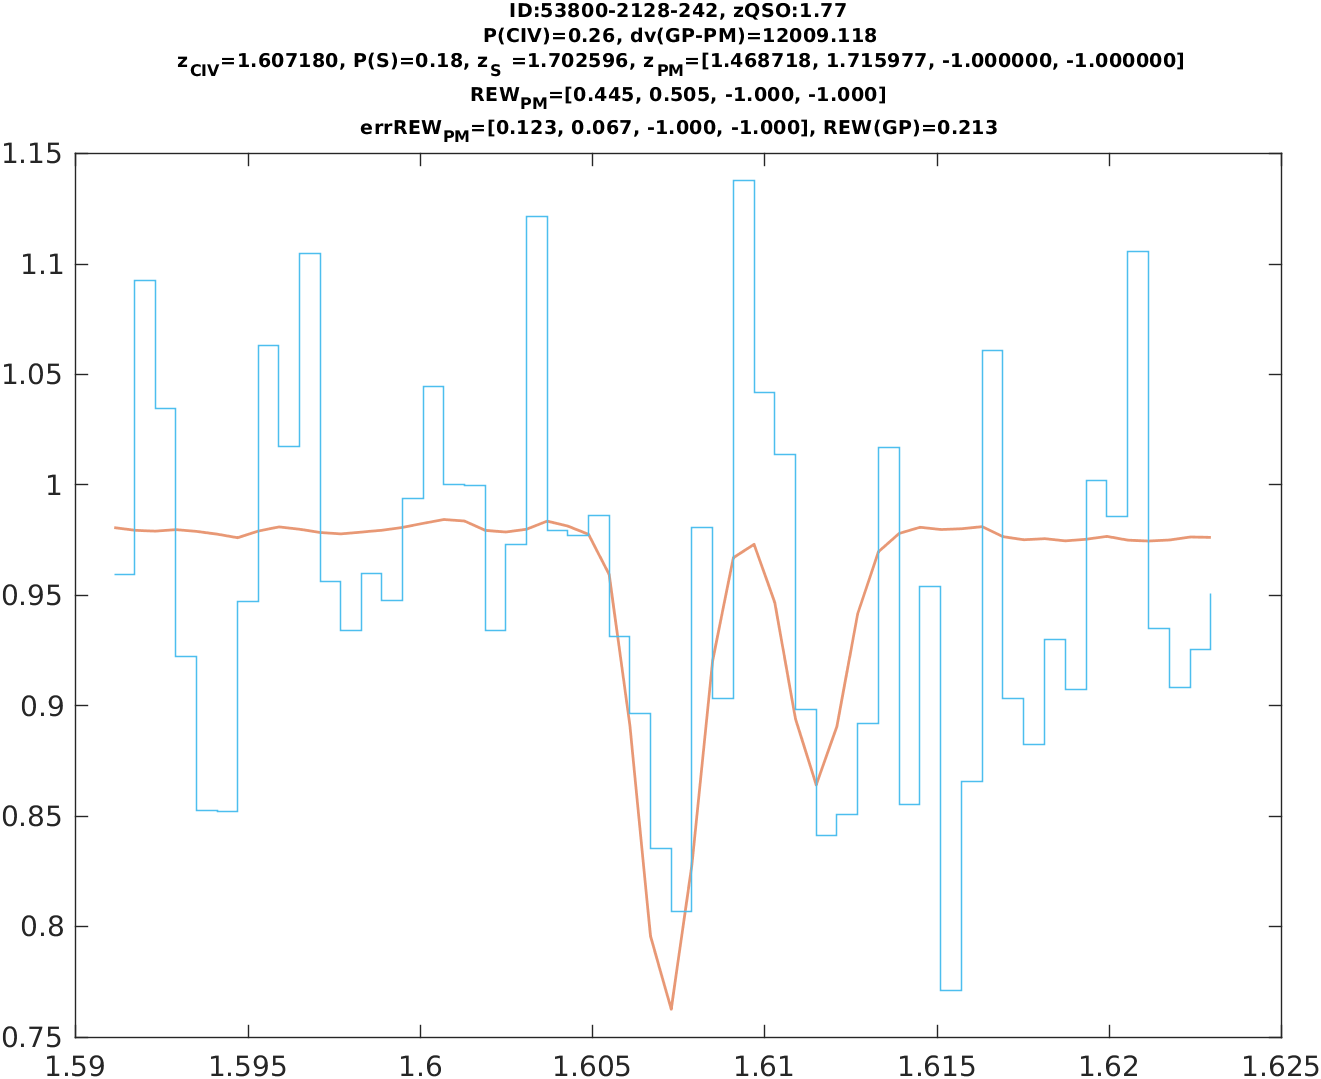 ID:53800-2128-242, zQSO:1.77
P(CIV)=0.26, dv(GP-PM)=12009.118
zCIV=1.607180, P(S)=0.18, zS =1.702596, zPM=[1.468718, 1.715977, -1.000000, -1.000000]
REWPM=[0.445, 0.505, -1.000, -1.000]
errREWPM=[0.123, 0.067, -1.000, -1.000], REW(GP)=0.213
1.15
1.1
1.05
1
0.95
0.9
0.85
0.8
0.75
1.59 1.595 1.6 1.605 1.61 1.615 1.62 1.625